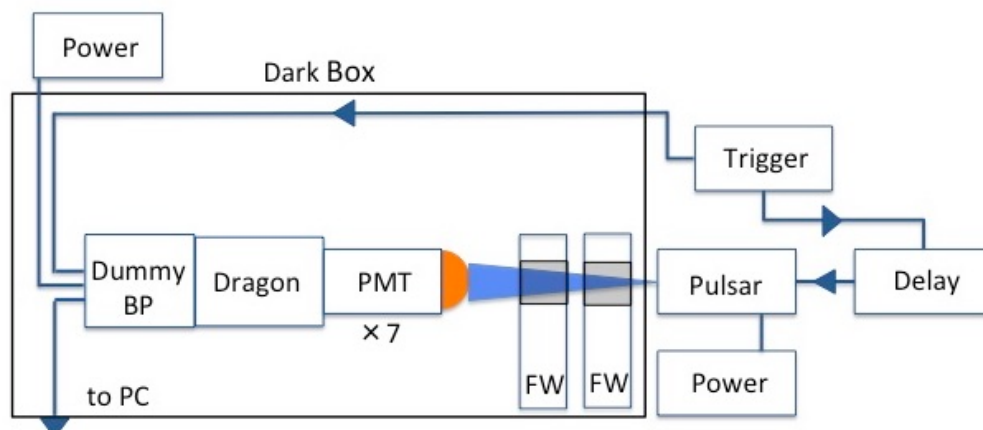 Power
Dark Box
Trigger
Dummy
BP
Dragon
PMT
× 7
Pulsar
Delay
FW
FW
Power
to PC